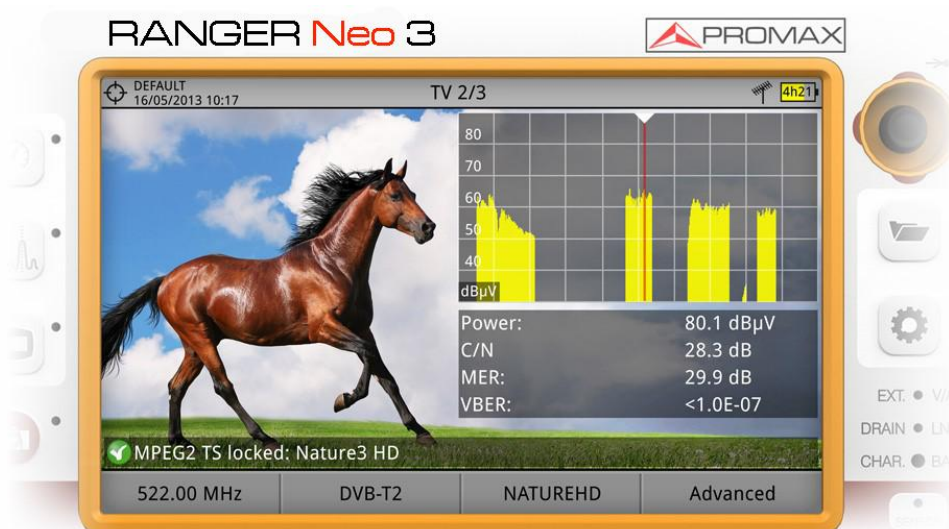 RANGER Neo 3
PROMAX
DEFAULT
16/05/2013 10:17
TV 2/3
4h21
80
70
60
50
40
dBµV
Power: 80.1 dBµV
C/N 28.3 dB
MER: 29.9 dB
VBER: <1.0E-07
MPEG2 TS locked: Nature3 HD
522.00 MHz DVB-T2 NATUREHD Advanced
EXT.
DRAIN
CHAR.